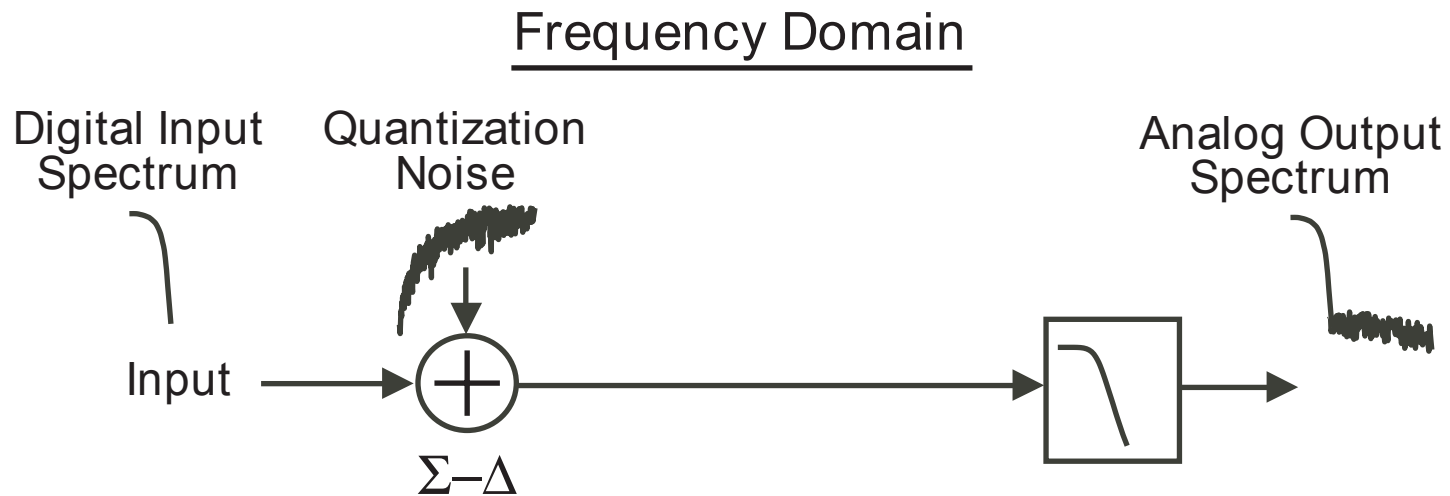 Frequency Domain
Digital Input
Spectrum
Quantization
Noise
Analog Output
Spectrum
Input
Σ–Δ